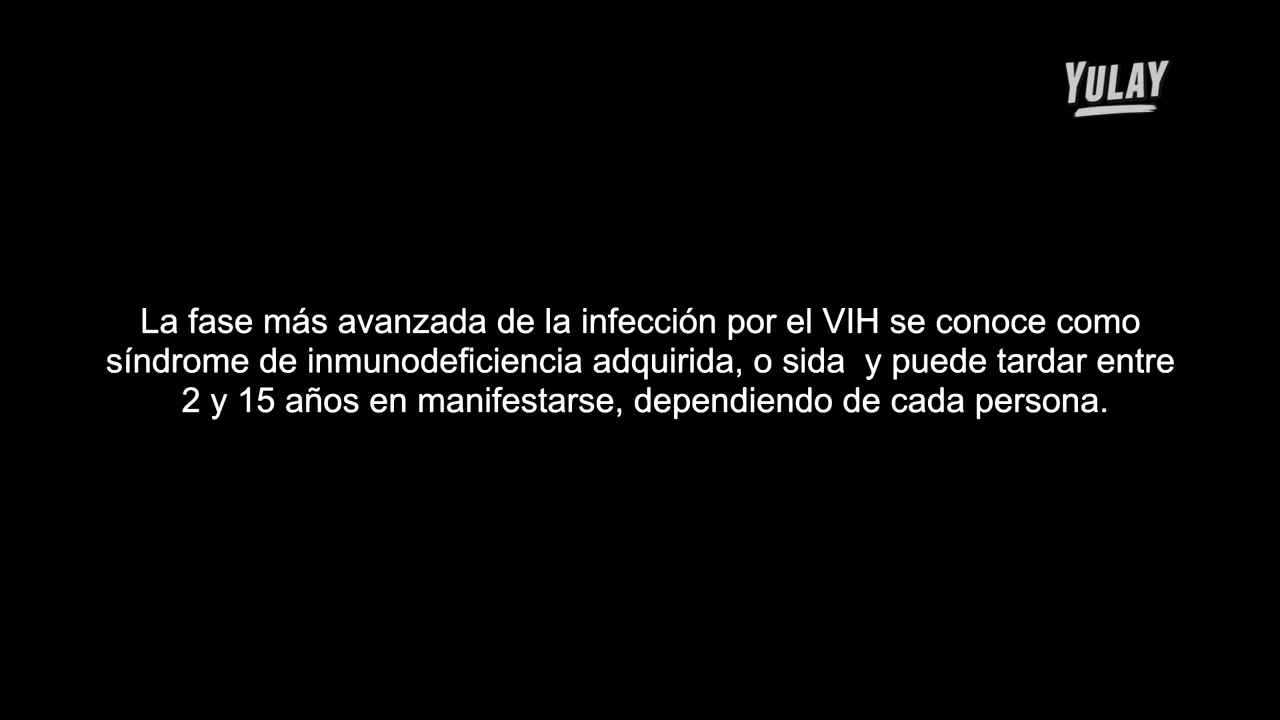 YULAY
La fase más avanzada de la infección por el VIH se conoce como
síndrome de inmunodeficiencia adquirida, o sida  y puede tardar entre
2 y 15 años en manifestarse, dependiendo de cada persona.